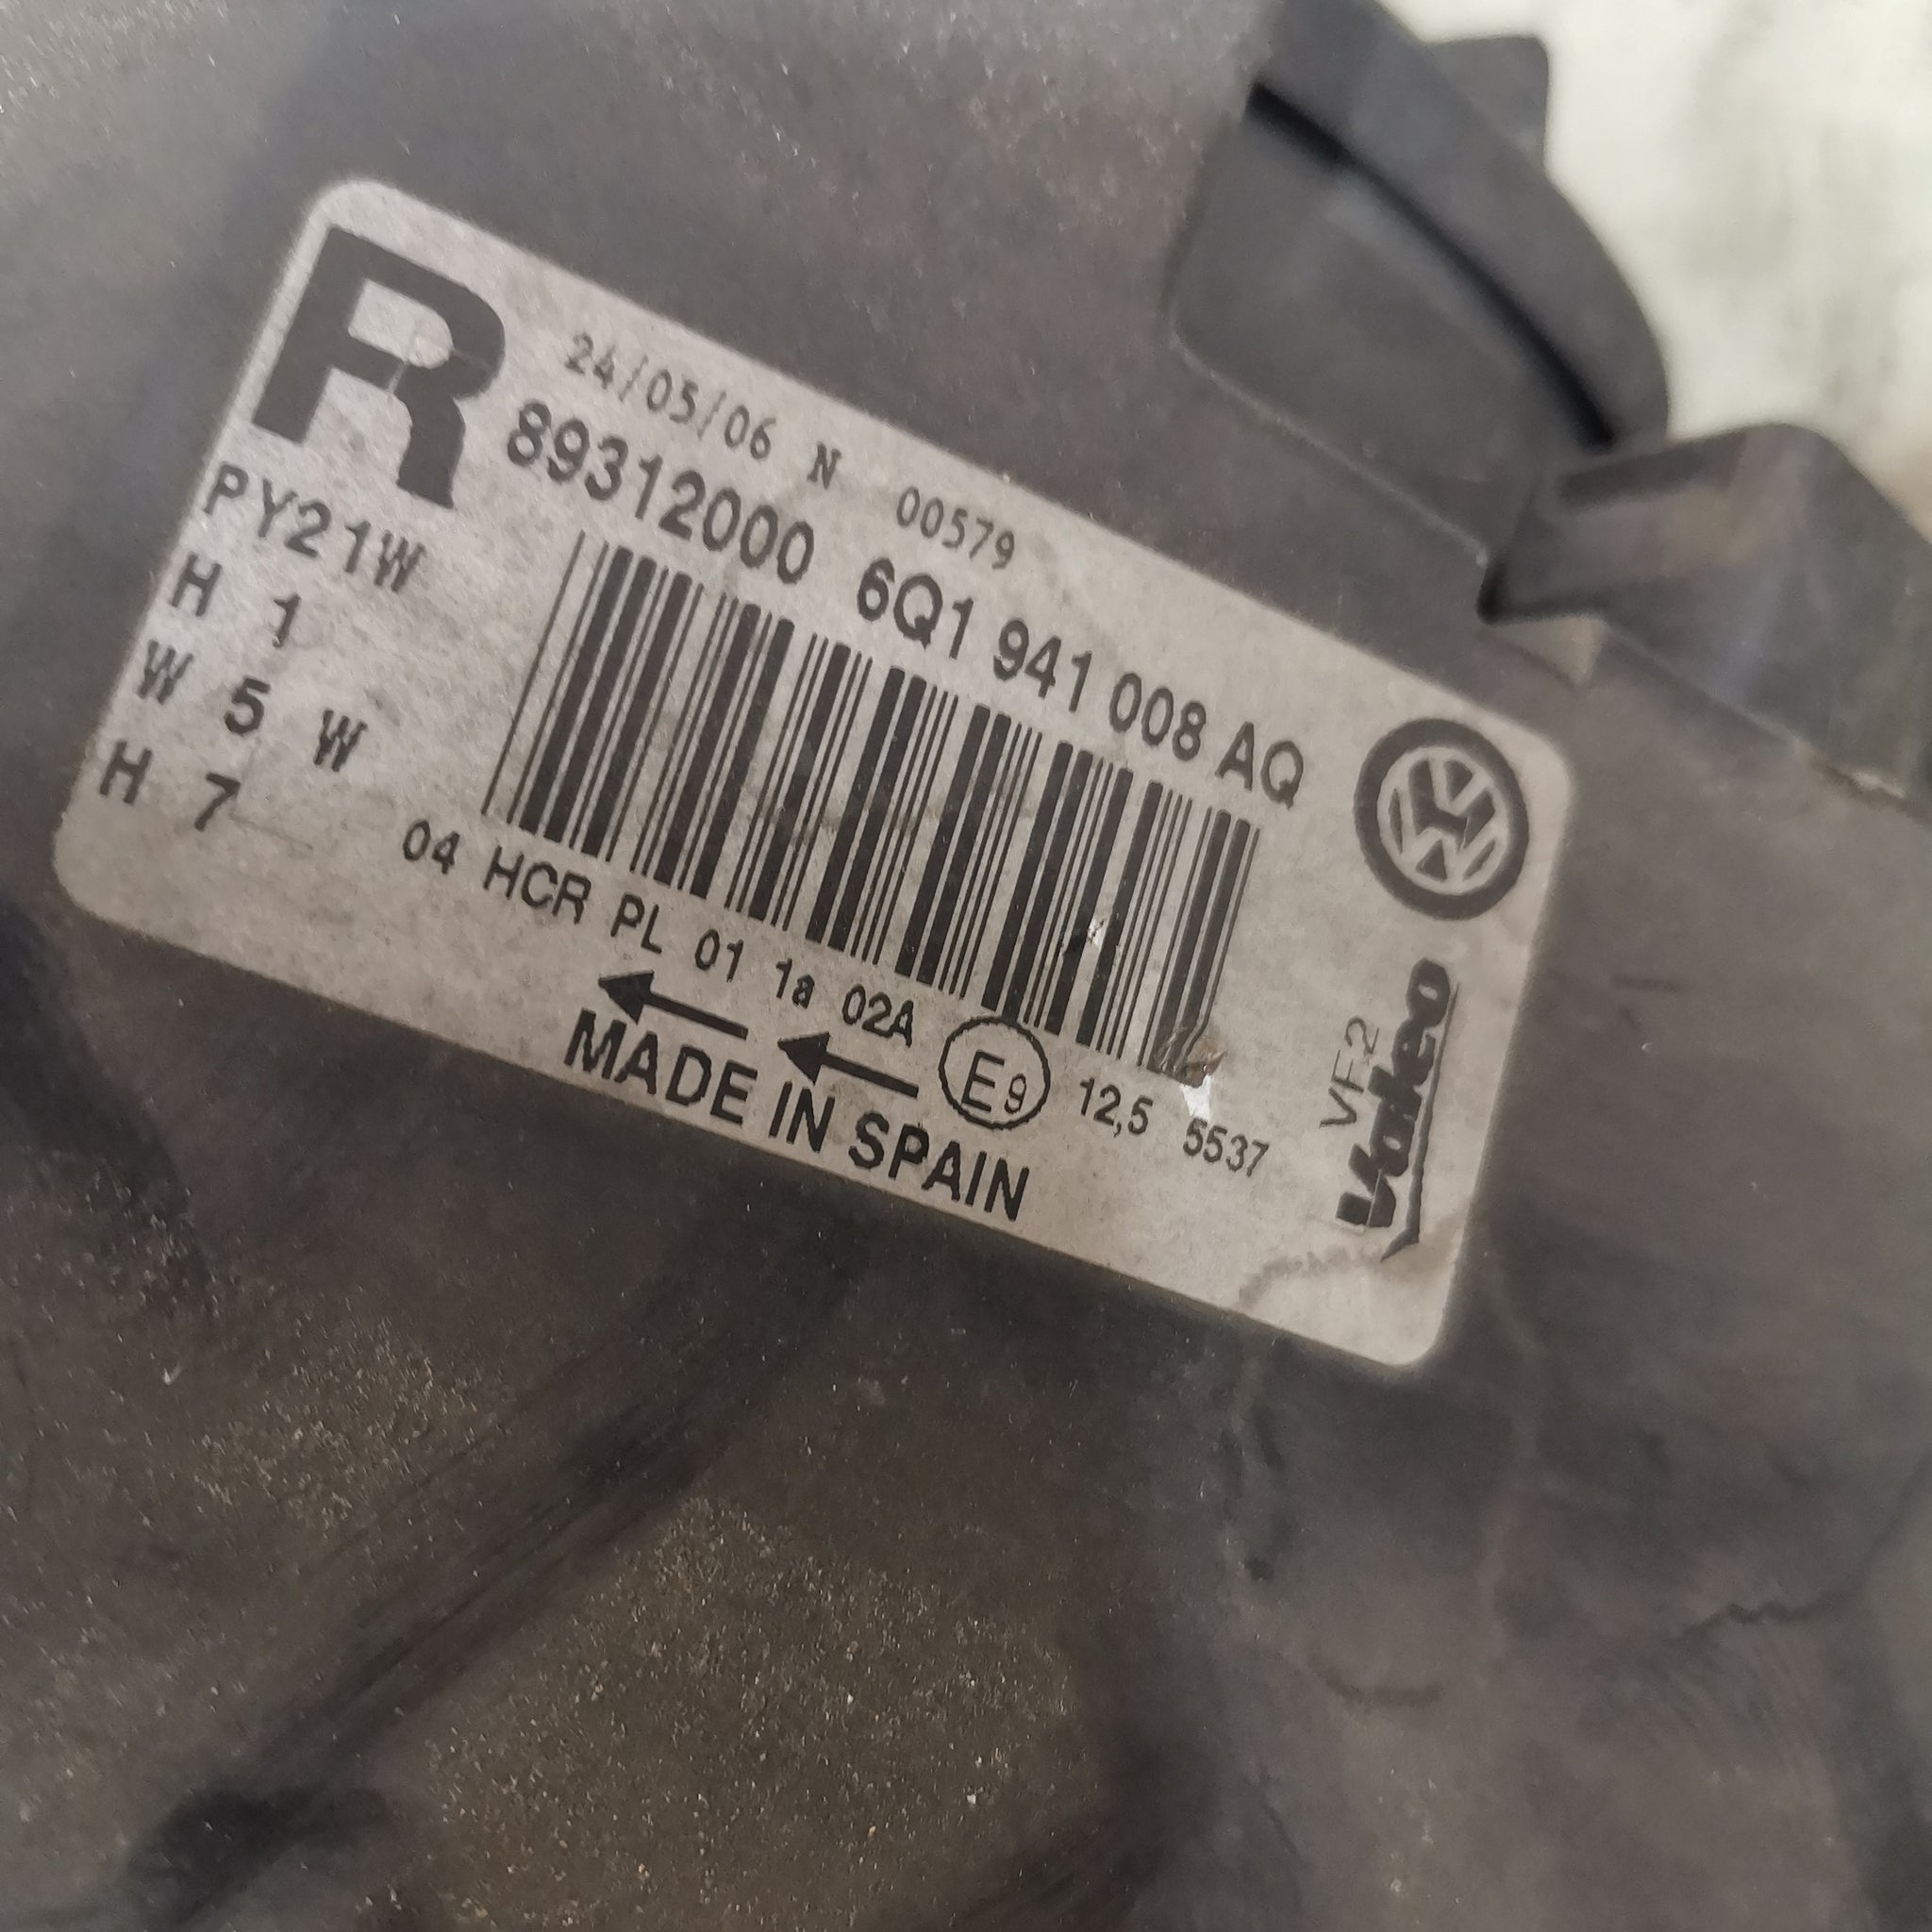 R
24/05/06 N 00579
89312000 6Q1 941 008 AQ
PY21W
H 1
W 5 W
H 7
04 HCR PL 01 1a 02A E9 12,5 5537
MADE IN SPAIN
VF2
Valeo